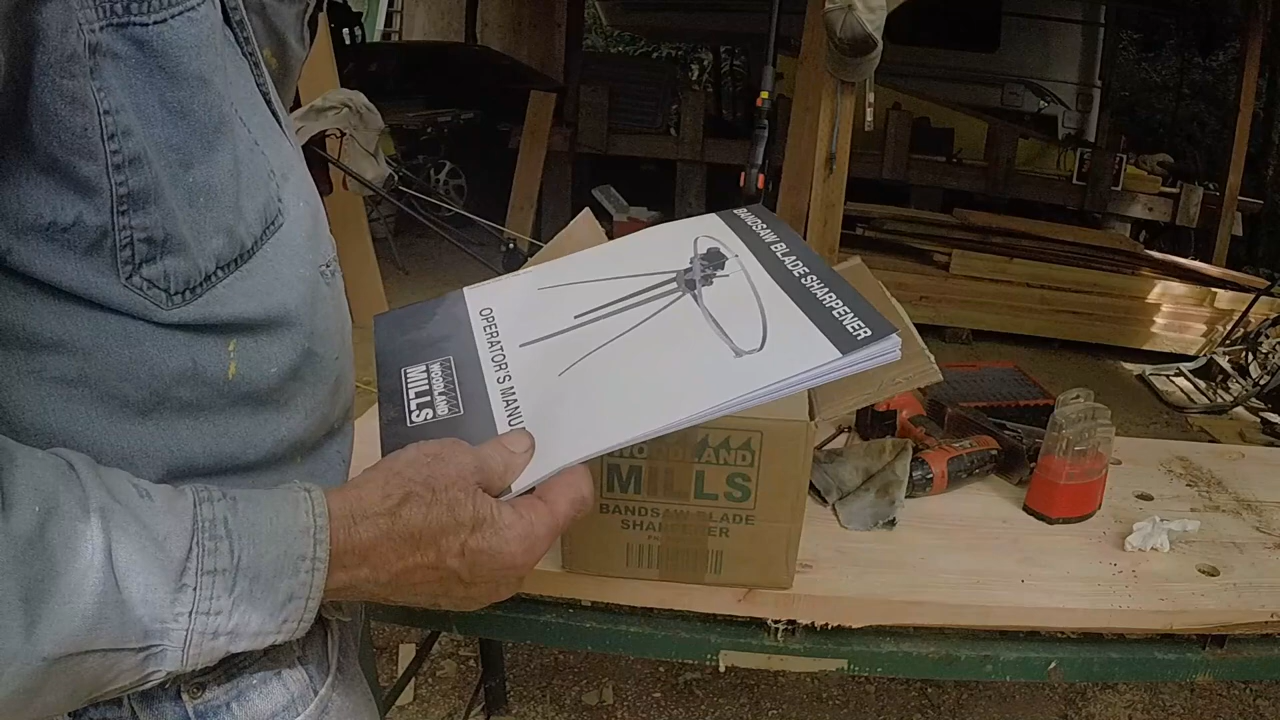 BANDSAW BLADE SHARPENER
OPERATOR'S MANU
WOODLAND
MILLS
WOODLAND
MILLS
BANDSAW BLADE
SHARPENER